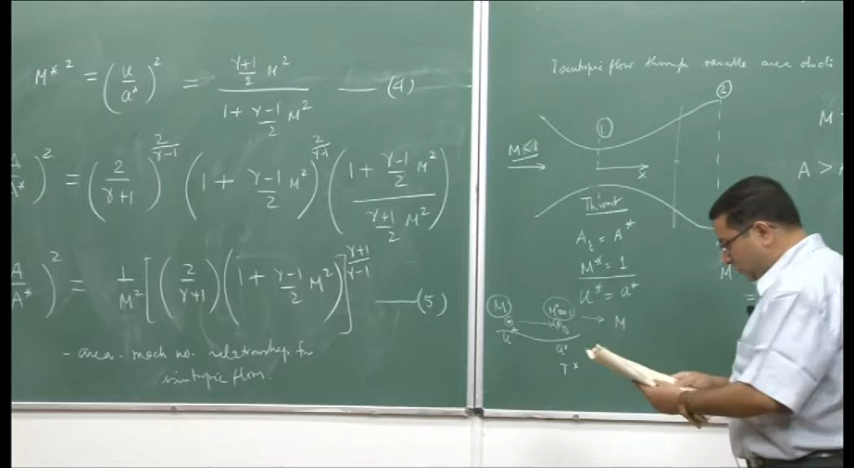 M*² = (u/a*)² = (γ+1)/2 M² / (1 + (γ-1)/2 M²) — (4)
(A/A*)² = (2/(γ+1))^(2/(γ-1)) (1 + (γ-1)/2 M²)^(2/(γ-1)) ((1 + (γ-1)/2 M²) / ((γ+1)/2 M²))
(A/A*)² = 1/M² [(2/(γ+1)) (1 + (γ-1)/2 M²)]^((γ+1)/(γ-1)) — (5)
- area - mach no. relationship for
isentropic flow.
Isentropic flow through variable area ducts
①
②
M<1
x
Throat
A_t = A*
M* = 1
u* = a*
M
M
u
a*
T*
A >